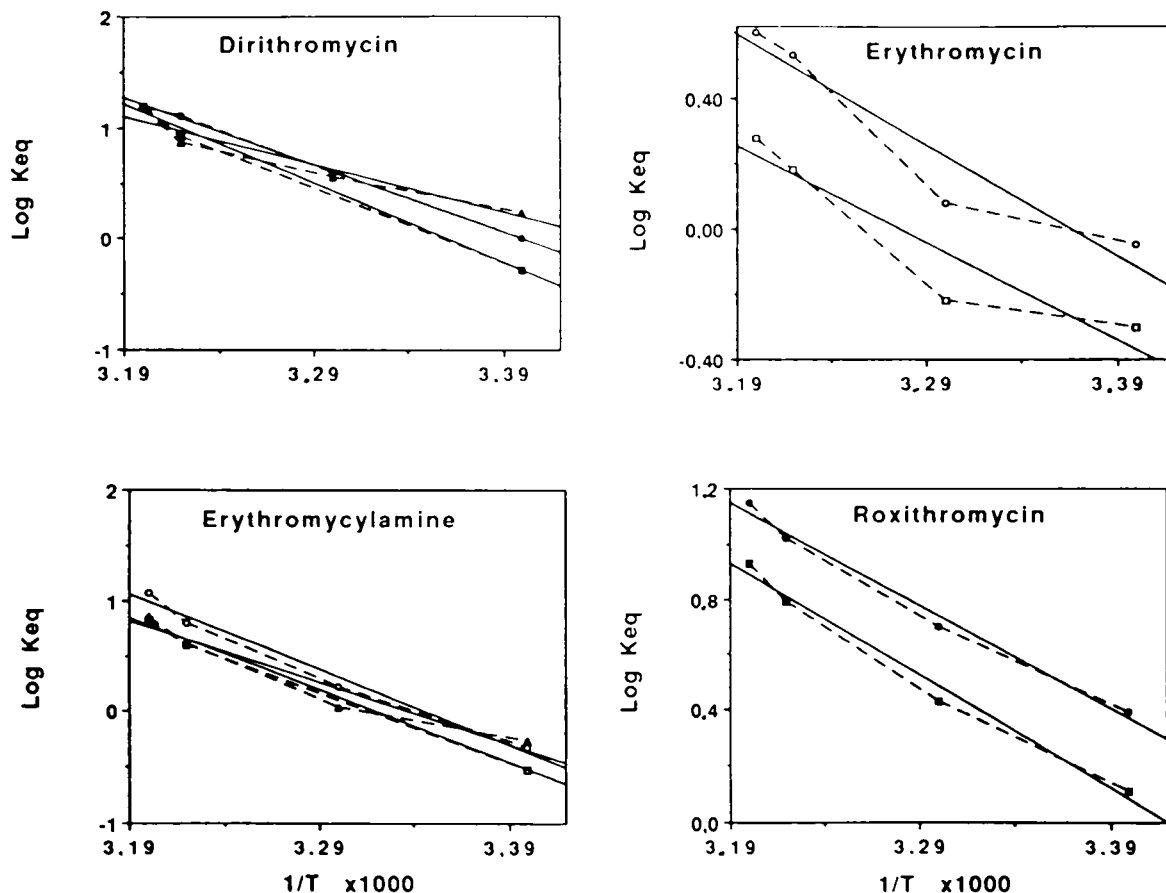 Dirithromycin
Log Keq
2
1
0
-1
3.19
3.29
3.39
Erythromycin
Log Keq
0.40
0.00
-0.40
3.19
3.29
3.39
Erythromycylamine
Log Keq
2
1
0
-1
3.19
3.29
3.39
1/T x1000
Roxithromycin
Log Keq
1.2
0.8
0.4
0.0
3.19
3.29
3.39
1/T x1000